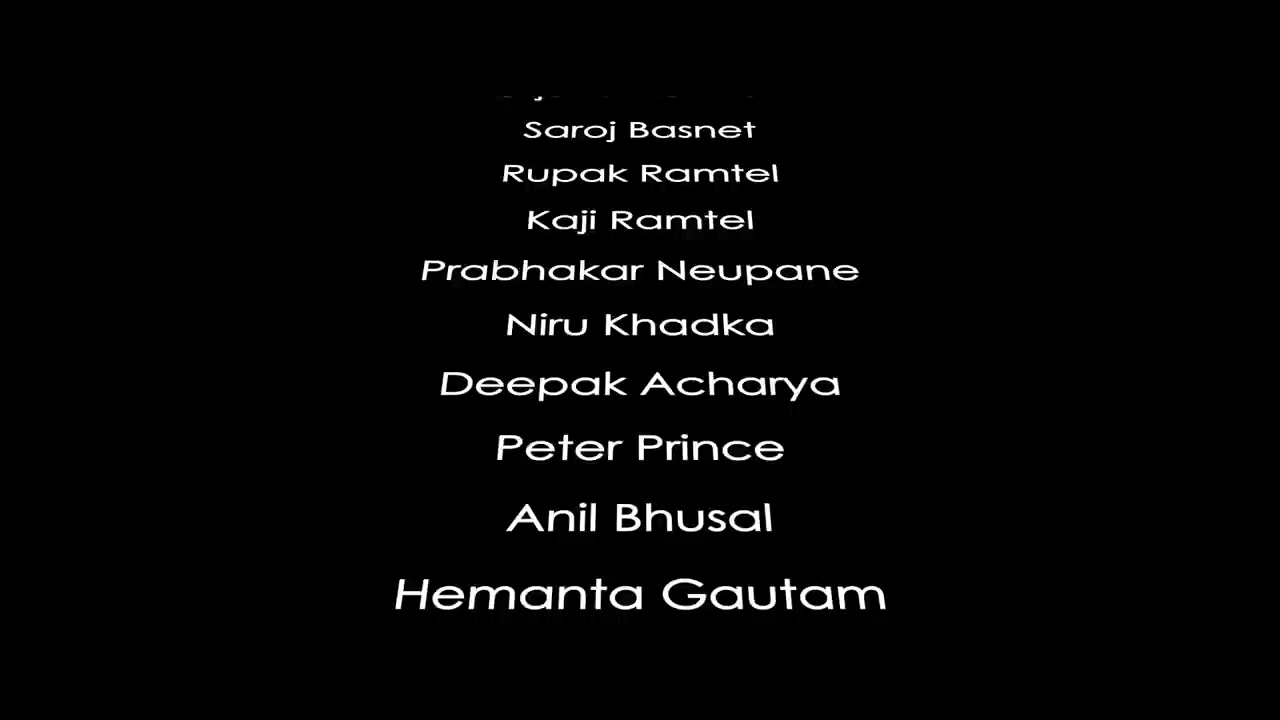 Saroj Basnet
Rupak Ramtel
Kaji Ramtel
Prabhakar Neupane
Niru Khadka
Deepak Acharya
Peter Prince
Anil Bhusal
Hemanta Gautam